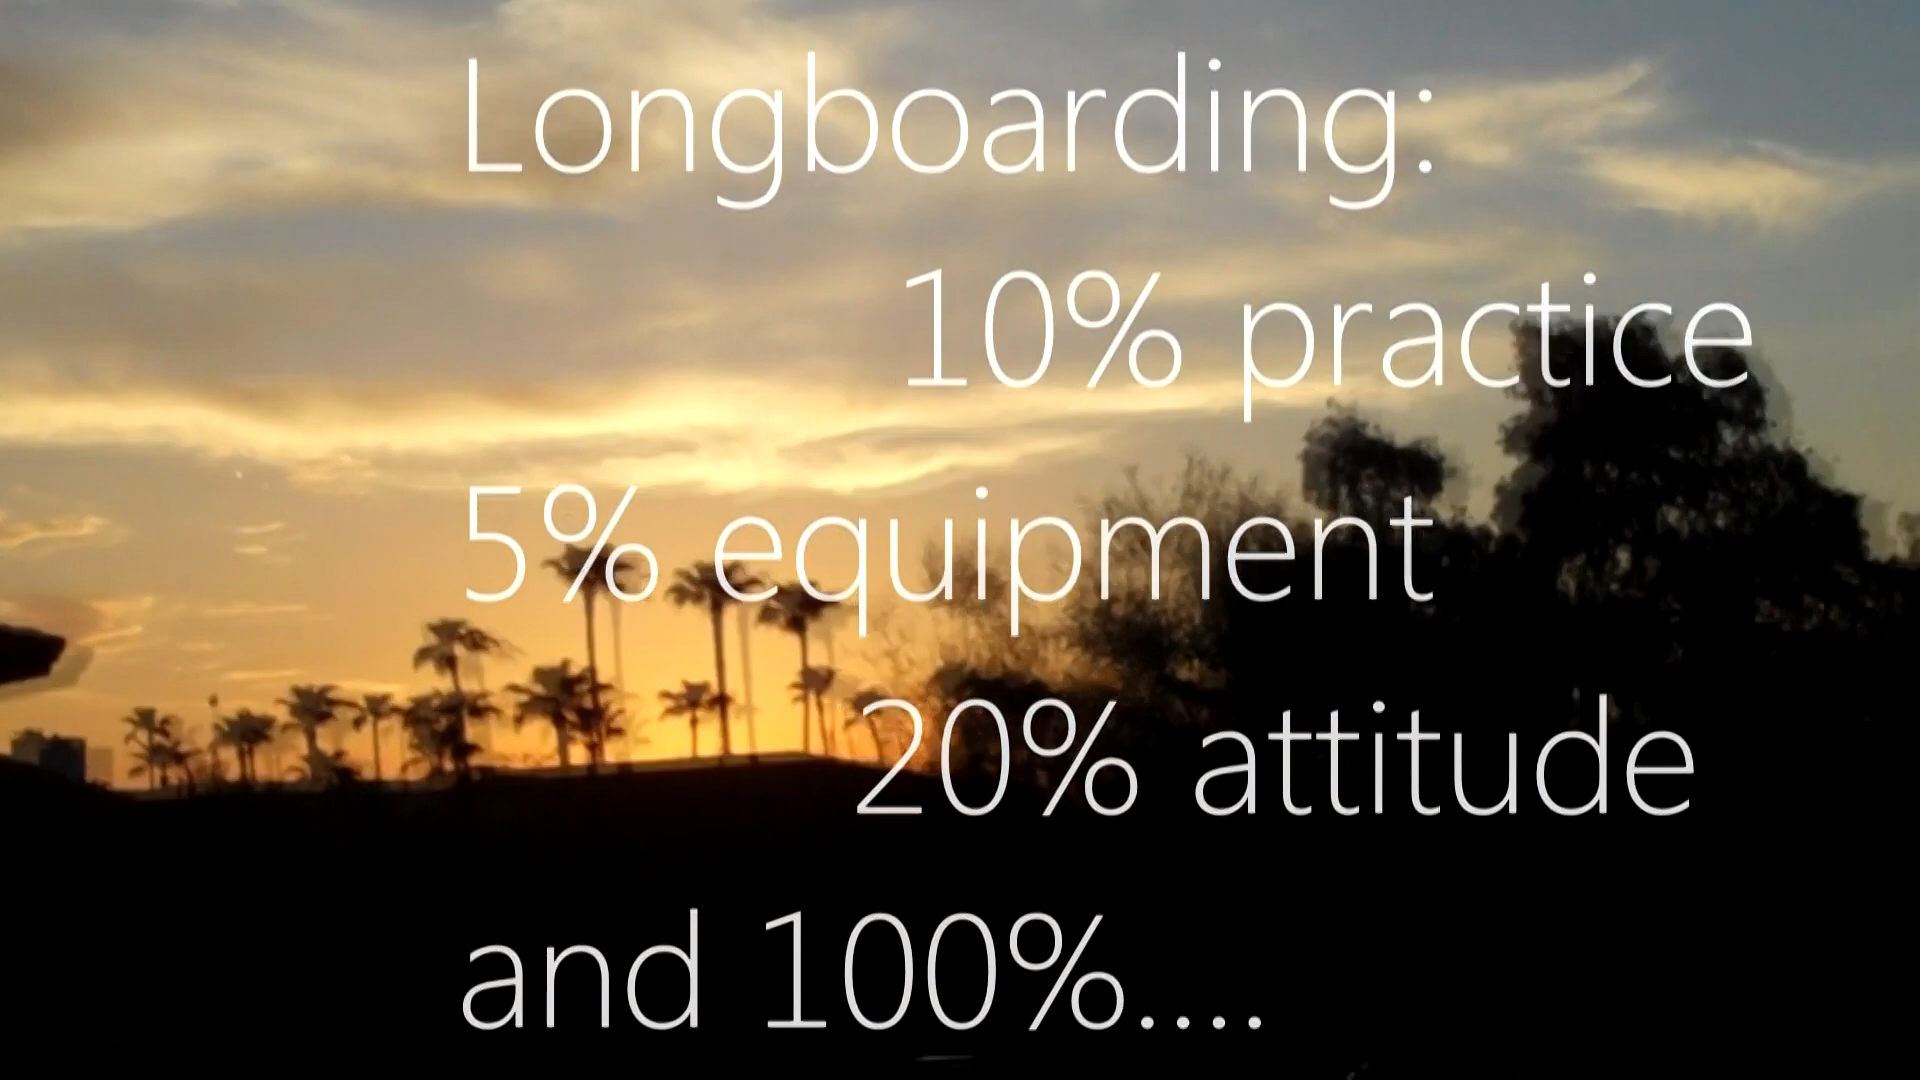 Longboarding:
10% practice
5% equipment
20% attitude
and 100%....